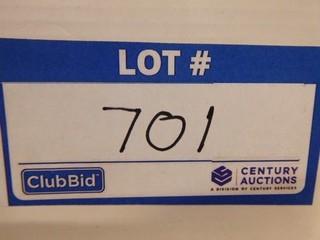 LOT #
701
ClubBid
CENTURY
AUCTIONS
A DIVISION OF CENTURY SERVICES